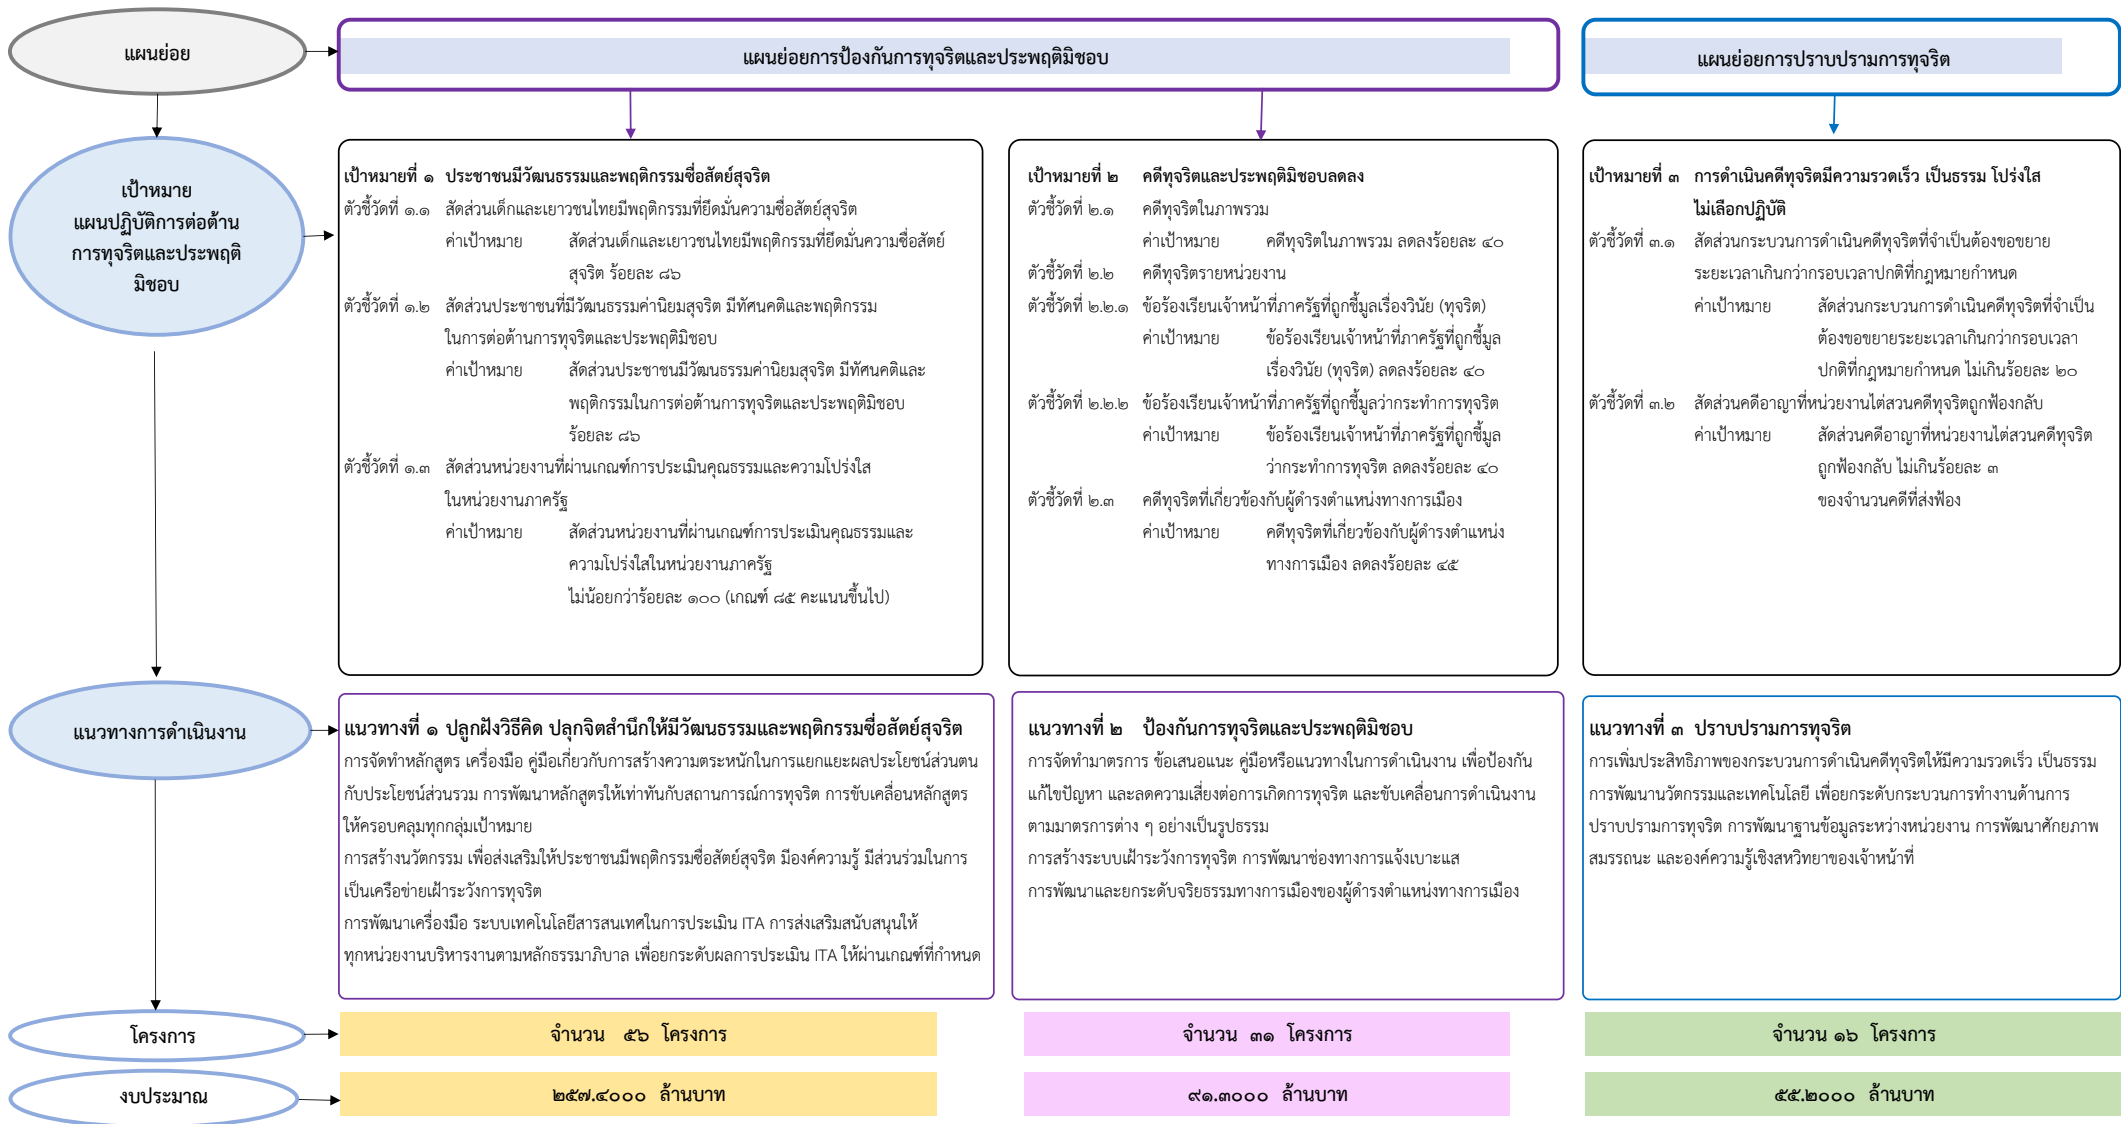 แผนย่อย
แผนย่อยการป้องกันการทุจริตและประพฤติมิชอบ
แผนย่อยการปราบปรามการทุจริต
เป้าหมาย
แผนปฏิบัติการต่อต้าน
การทุจริตและประพฤติ
มิชอบ
เป้าหมายที่ ๑ ประชาชนมีวัฒนธรรมและพฤติกรรมซื่อสัตย์สุจริต
ตัวชี้วัดที่ ๑.๑ สัดส่วนเด็กและเยาวชนไทยมีพฤติกรรมที่ยึดมั่นความซื่อสัตย์สุจริต
ค่าเป้าหมาย สัดส่วนเด็กและเยาวชนไทยมีพฤติกรรมที่ยึดมั่นความซื่อสัตย์
สุจริต ร้อยละ ๘๖
ตัวชี้วัดที่ ๑.๒ สัดส่วนประชาชนที่มีวัฒนธรรมค่านิยมสุจริต มีทัศนคติและพฤติกรรม
ในการต่อต้านการทุจริตและประพฤติมิชอบ
ค่าเป้าหมาย สัดส่วนประชาชนมีวัฒนธรรมค่านิยมสุจริต มีทัศนคติและ
พฤติกรรมในการต่อต้านการทุจริตและประพฤติมิชอบ
ร้อยละ ๘๖
ตัวชี้วัดที่ ๑.๓ สัดส่วนหน่วยงานที่ผ่านเกณฑ์การประเมินคุณธรรมและความโปร่งใส
ในหน่วยงานภาครัฐ
ค่าเป้าหมาย สัดส่วนหน่วยงานที่ผ่านเกณฑ์การประเมินคุณธรรมและ
ความโปร่งใสในหน่วยงานภาครัฐ
ไม่น้อยกว่าร้อยละ ๑๐๐ (เกณฑ์ ๘๕ คะแนนขึ้นไป)
เป้าหมายที่ ๒ คดีทุจริตและประพฤติมิชอบลดลง
ตัวชี้วัดที่ ๒.๑ คดีทุจริตในภาพรวม
ค่าเป้าหมาย คดีทุจริตในภาพรวม ลดลงร้อยละ ๔๐
ตัวชี้วัดที่ ๒.๒ คดีทุจริตรายหน่วยงาน
ตัวชี้วัดที่ ๒.๒.๑ ข้อร้องเรียนเจ้าหน้าที่ภาครัฐที่ถูกชี้มูลเรื่องวินัย (ทุจริต)
ค่าเป้าหมาย ข้อร้องเรียนเจ้าหน้าที่ภาครัฐที่ถูกชี้มูล
เรื่องวินัย (ทุจริต) ลดลงร้อยละ ๔๐
ตัวชี้วัดที่ ๒.๒.๒ ข้อร้องเรียนเจ้าหน้าที่ภาครัฐที่ถูกชี้มูลว่ากระทำการทุจริต
ค่าเป้าหมาย ข้อร้องเรียนเจ้าหน้าที่ภาครัฐที่ถูกชี้มูล
ว่ากระทำการทุจริต ลดลงร้อยละ ๔๐
ตัวชี้วัดที่ ๒.๓ คดีทุจริตที่เกี่ยวข้องกับผู้ดำรงตำแหน่งทางการเมือง
ค่าเป้าหมาย คดีทุจริตที่เกี่ยวข้องกับผู้ดำรงตำแหน่ง
ทางการเมือง ลดลงร้อยละ ๔๕
เป้าหมายที่ ๓ การดำเนินคดีทุจริตมีความรวดเร็ว เป็นธรรม โปร่งใส
ไม่เลือกปฏิบัติ
ตัวชี้วัดที่ ๓.๑ สัดส่วนกระบวนการดำเนินคดีทุจริตที่จำเป็นต้องขอขยาย
ระยะเวลาเกินกว่ากรอบเวลาปกติที่กฎหมายกำหนด
ค่าเป้าหมาย สัดส่วนกระบวนการดำเนินคดีทุจริตที่จำเป็น
ต้องขอขยายระยะเวลาเกินกว่ากรอบเวลา
ปกติที่กฎหมายกำหนด ไม่เกินร้อยละ ๒๐
ตัวชี้วัดที่ ๓.๒ สัดส่วนคดีอาญาที่หน่วยงานไต่สวนคดีทุจริตถูกฟ้องกลับ
ค่าเป้าหมาย สัดส่วนคดีอาญาที่หน่วยงานไต่สวนคดีทุจริต
ถูกฟ้องกลับ ไม่เกินร้อยละ ๓
ของจำนวนคดีที่ส่งฟ้อง
แนวทางการดำเนินงาน
แนวทางที่ ๑ ปลูกฝังวิธีคิด ปลุกจิตสำนึกให้มีวัฒนธรรมและพฤติกรรมซื่อสัตย์สุจริต
การจัดทำหลักสูตร เครื่องมือ คู่มือเกี่ยวกับการสร้างความตระหนักในการแยกแยะผลประโยชน์ส่วนตน
กับประโยชน์ส่วนรวม การพัฒนาหลักสูตรให้เท่าทันกับสถานการณ์การทุจริต การขับเคลื่อนหลักสูตร
ให้ครอบคลุมทุกกลุ่มเป้าหมาย
การสร้างนวัตกรรม เพื่อส่งเสริมให้ประชาชนมีพฤติกรรมซื่อสัตย์สุจริต มีองค์ความรู้ มีส่วนร่วมในการ
เป็นเครือข่ายเฝ้าระวังการทุจริต
การพัฒนาเครื่องมือ ระบบเทคโนโลยีสารสนเทศในการประเมิน ITA การส่งเสริมสนับสนุนให้
ทุกหน่วยงานบริหารงานตามหลักธรรมาภิบาล เพื่อยกระดับผลการประเมิน ITA ให้ผ่านเกณฑ์ที่กำหนด
แนวทางที่ ๒ ป้องกันการทุจริตและประพฤติมิชอบ
การจัดทำมาตรการ ข้อเสนอแนะ คู่มือหรือแนวทางในการดำเนินงาน เพื่อป้องกัน
แก้ไขปัญหา และลดความเสี่ยงต่อการเกิดการทุจริต และขับเคลื่อนการดำเนินงาน
ตามมาตรการต่าง ๆ อย่างเป็นรูปธรรม
การสร้างระบบเฝ้าระวังการทุจริต การพัฒนาช่องทางการแจ้งเบาะแส
การพัฒนาและยกระดับจริยธรรมทางการเมืองของผู้ดำรงตำแหน่งทางการเมือง
แนวทางที่ ๓ ปราบปรามการทุจริต
การเพิ่มประสิทธิภาพของกระบวนการดำเนินคดีทุจริตให้มีความรวดเร็ว เป็นธรรม
การพัฒนานวัตกรรมและเทคโนโลยี เพื่อยกระดับกระบวนการทำงานด้านการ
ปราบปรามการทุจริต การพัฒนาฐานข้อมูลระหว่างหน่วยงาน การพัฒนาศักยภาพ
สมรรถนะ และองค์ความรู้เชิงสหวิทยาของเจ้าหน้าที่
โครงการ
จำนวน ๕๖ โครงการ
จำนวน ๓๑ โครงการ
จำนวน ๑๖ โครงการ
งบประมาณ
๒๕๗.๔๐๐๐ ล้านบาท
๙๑.๓๐๐๐ ล้านบาท
๕๕.๒๐๐๐ ล้านบาท